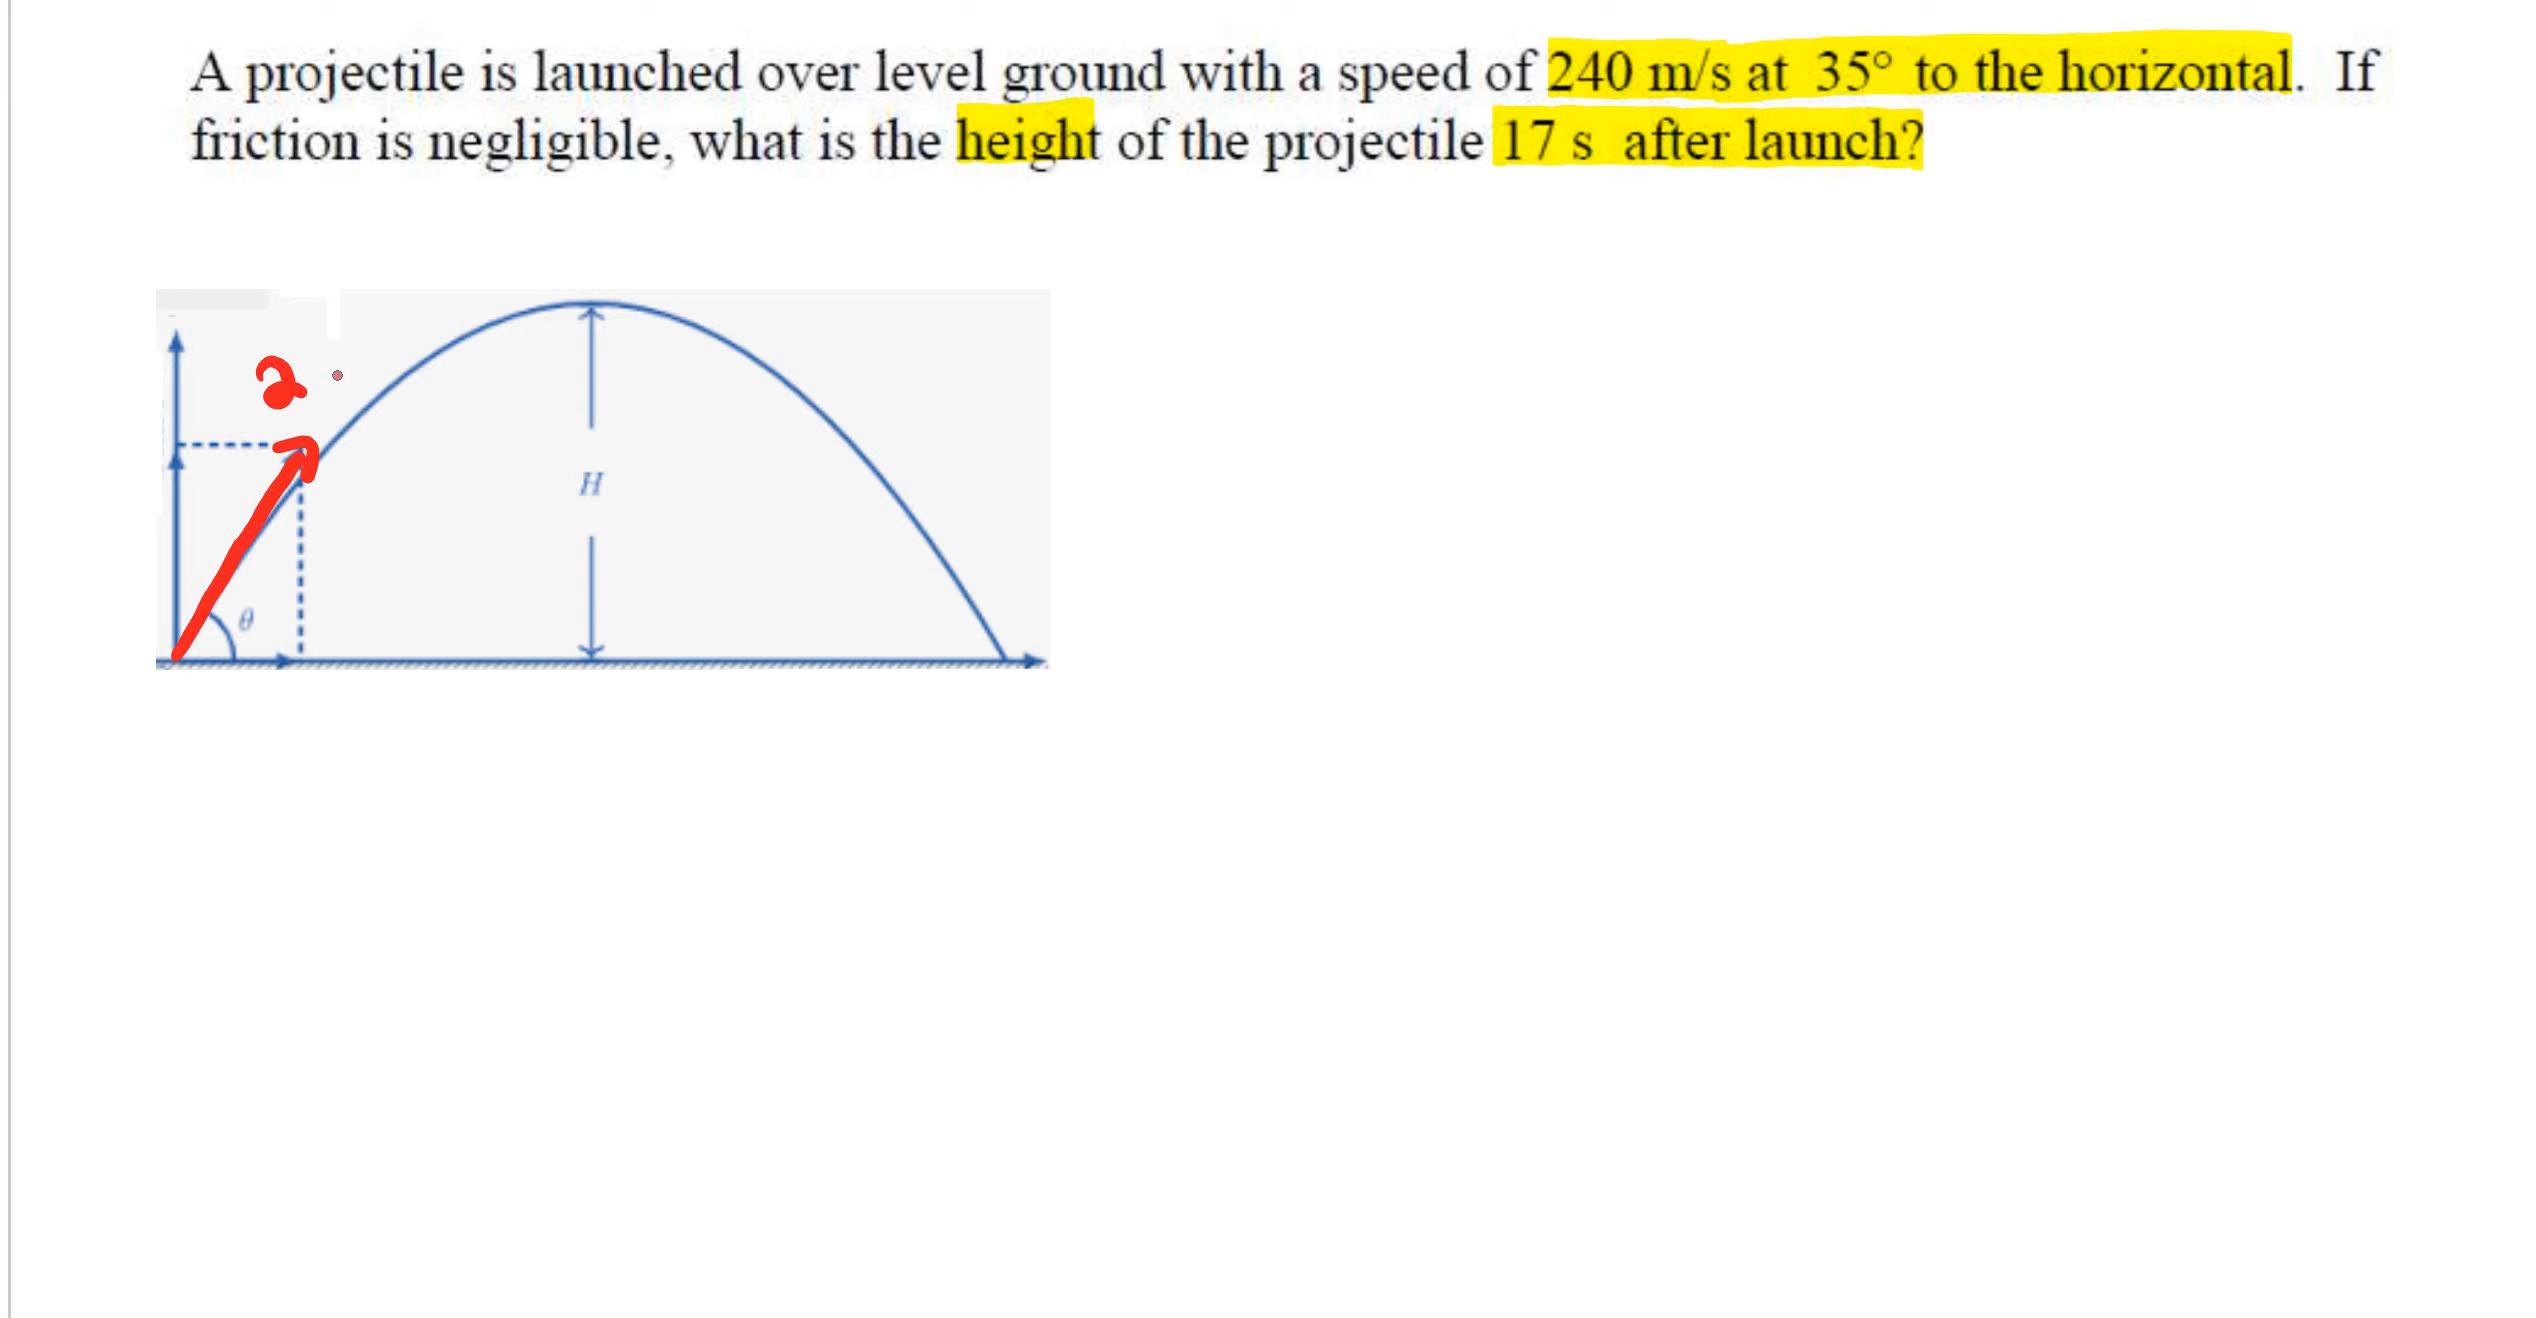 A projectile is launched over level ground with a speed of 240 m/s at 35° to the horizontal. If
friction is negligible, what is the height of the projectile 17 s after launch?
2
H
θ